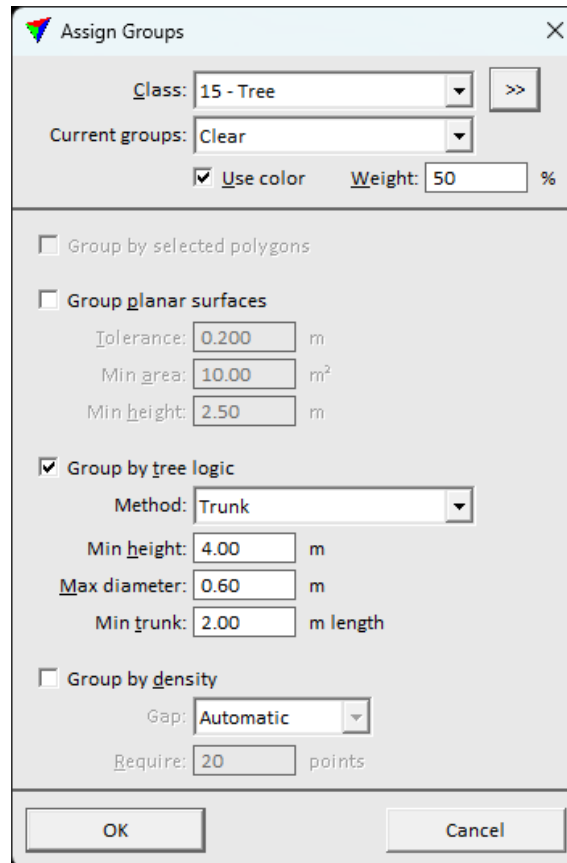 Assign Groups
Class: 15 - Tree >>
Current groups: Clear
Use color Weight: 50 %
Group by selected polygons
Group planar surfaces
Tolerance: 0.200 m
Min area: 10.00 m²
Min height: 2.50 m
Group by tree logic
Method: Trunk
Min height: 4.00 m
Max diameter: 0.60 m
Min trunk: 2.00 m length
Group by density
Gap: Automatic
Require: 20 points
OK Cancel